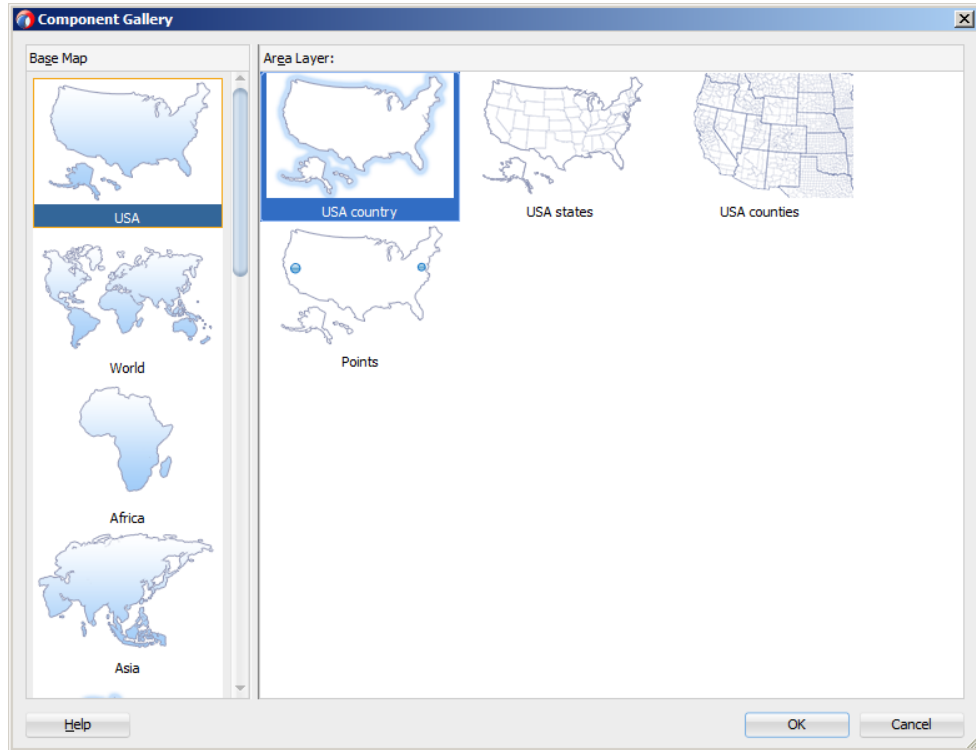 Component Gallery
Base Map
USA
World
Africa
Asia
Area Layer:
USA country
USA states
USA counties
Points
Help
OK
Cancel